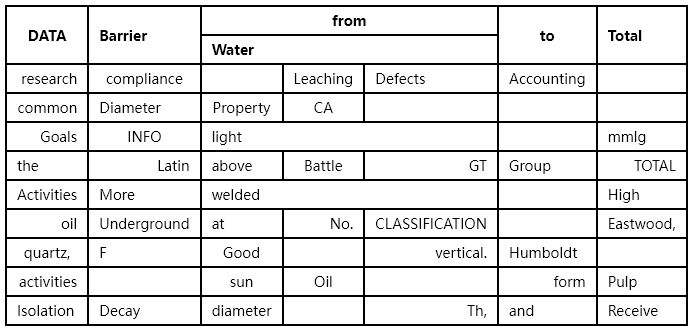 DATA Barrier from to Total
Water
research compliance Leaching Defects Accounting
common Diameter Property CA
Goals INFO light mmlg
the Latin above Battle GT Group TOTAL
Activities More welded High
oil Underground at No. CLASSIFICATION Eastwood,
quartz, F Good vertical. Humboldt
activities sun Oil form Pulp
Isolation Decay diameter Th, and Receive